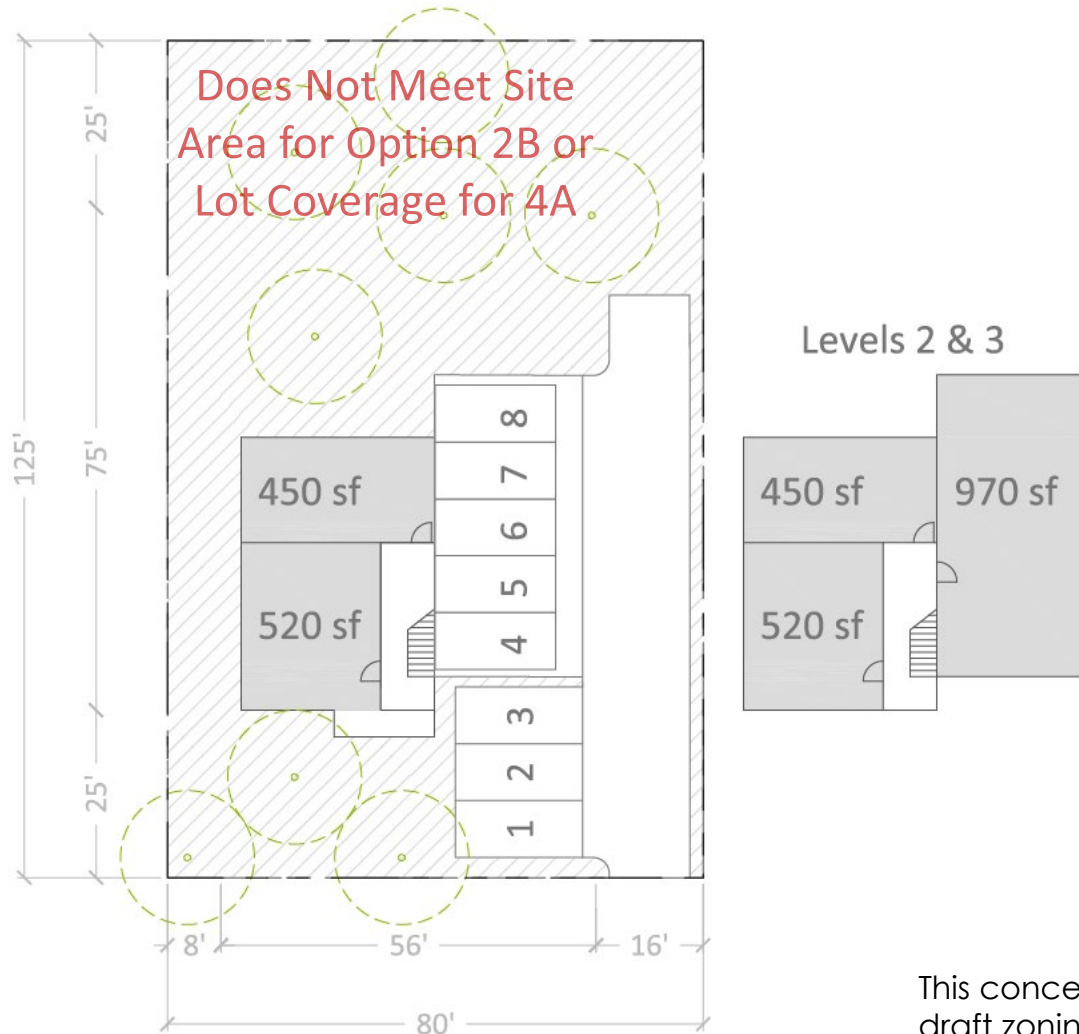 Does Not Meet Site
Area for Option 2B or
Lot Coverage for 4A
25'
125'
75'
25'
Levels 2 & 3
8
7
6
5
4
3
2
1
450 sf
520 sf
450 sf
970 sf
520 sf
8'
56'
16'
80'
This conce
draft zonin